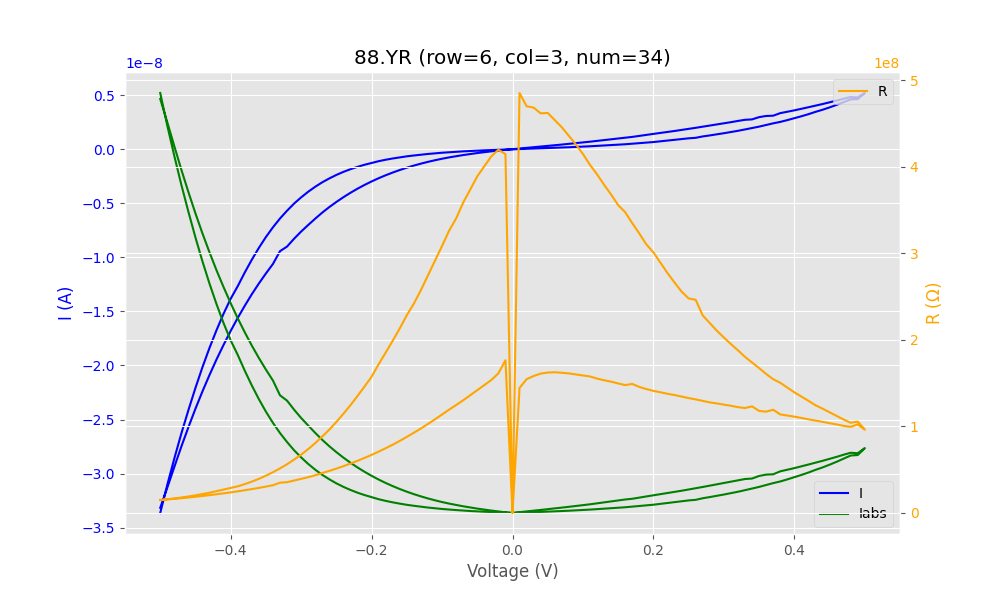 88.YR (row=6, col=3, num=34)
1e−8
1e8
0.5
0.0
−0.5
−1.0
−1.5
−2.0
−2.5
−3.0
−3.5
I (A)
5
4
3
2
1
0
R (Ω)
R
I
Iabs
−0.4
−0.2
0.0
0.2
0.4
Voltage (V)